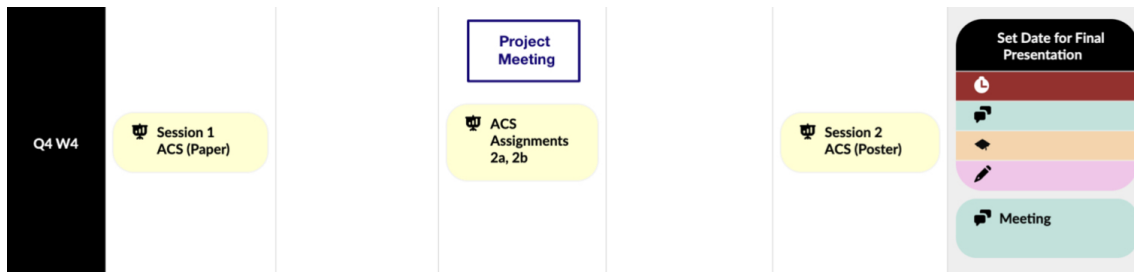 Q4 W4
Session 1
ACS (Paper)
Project
Meeting
ACS
Assignments
2a, 2b
Session 2
ACS (Poster)
Set Date for Final
Presentation
Meeting